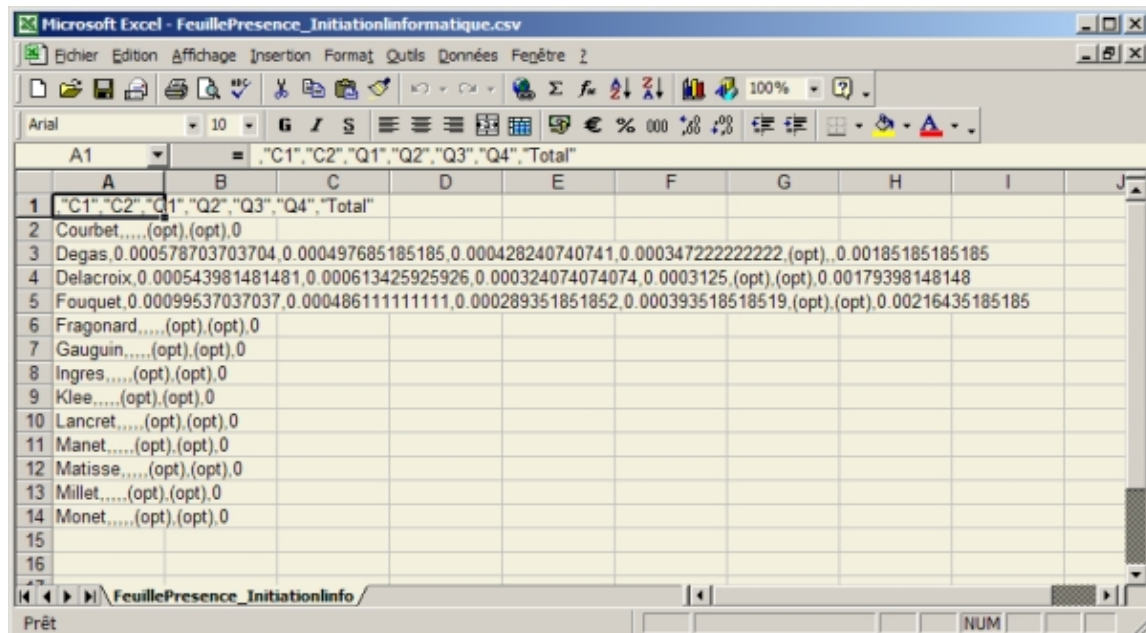 Microsoft Excel - FeuillePresence_Initiationlinformatique.csv
Fichier Edition Affichage Insertion Format Outils Données Fenêtre ?
100%
Arial 10 G I S € % 000
A1 = ,"C1","C2","Q1","Q2","Q3","Q4","Total"
A B C D E F G H I J
1 ,"C1","C2","Q1","Q2","Q3","Q4","Total"
2 Courbet,,,,,(opt),(opt),0
3 Degas,0.000578703703704,0.000497685185185,0.000428240740741,0.000347222222222,(opt),,0.00185185185185
4 Delacroix,0.000543981481481,0.000613425925926,0.000324074074074,0.0003125,(opt),(opt),0.00179398148148
5 Fouquet,0.00099537037037,0.000486111111111,0.000289351851852,0.000393518518519,(opt),(opt),0.00216435185185
6 Fragonard,,,,,(opt),(opt),0
7 Gauguin,,,,,(opt),(opt),0
8 Ingres,,,,,(opt),(opt),0
9 Klee,,,,,(opt),(opt),0
10 Lancret,,,,,(opt),(opt),0
11 Manet,,,,,(opt),(opt),0
12 Matisse,,,,,(opt),(opt),0
13 Millet,,,,,(opt),(opt),0
14 Monet,,,,,(opt),(opt),0
15
16
FeuillePresence_Initiationlinfo
Prêt NUM